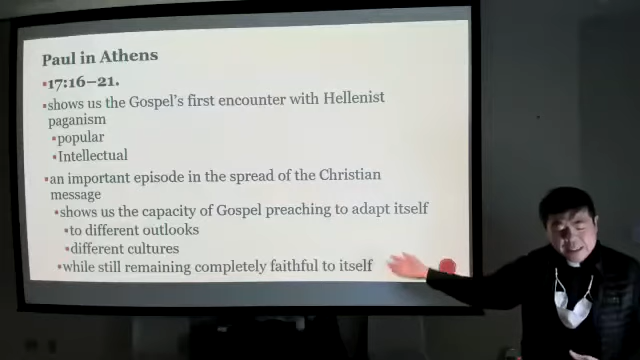 Paul in Athens
▪17:16–21.
▪shows us the Gospel's first encounter with Hellenist
paganism
▪popular
▪Intellectual
▪an important episode in the spread of the Christian
message
▪shows us the capacity of Gospel preaching to adapt itself
▪to different outlooks
▪different cultures
▪while still remaining completely faithful to itself